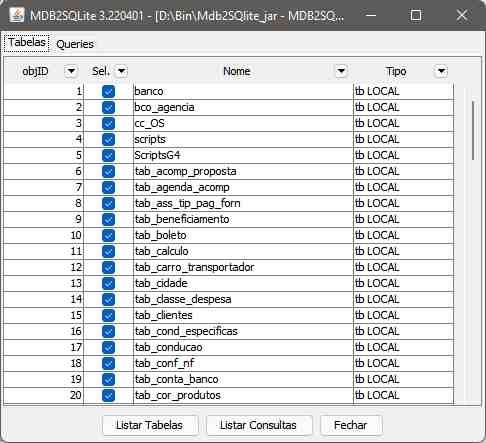 MDB2SQLite 3.220401 - [D:\Bin\Mdb2SQlite_jar - MDB2SQ...
Tabelas Queries
objID Sel. Nome Tipo
1 banco tb LOCAL
2 bco_agencia tb LOCAL
3 cc_OS tb LOCAL
4 scripts tb LOCAL
5 ScriptsG4 tb LOCAL
6 tab_acomp_proposta tb LOCAL
7 tab_agenda_acomp tb LOCAL
8 tab_ass_tip_pag_forn tb LOCAL
9 tab_beneficiamento tb LOCAL
10 tab_boleto tb LOCAL
11 tab_calculo tb LOCAL
12 tab_carro_transportador tb LOCAL
13 tab_cidade tb LOCAL
14 tab_classe_despesa tb LOCAL
15 tab_clientes tb LOCAL
16 tab_cond_especificas tb LOCAL
17 tab_conducao tb LOCAL
18 tab_conf_nf tb LOCAL
19 tab_conta_banco tb LOCAL
20 tab_cor_produtos tb LOCAL
Listar Tabelas Listar Consultas Fechar